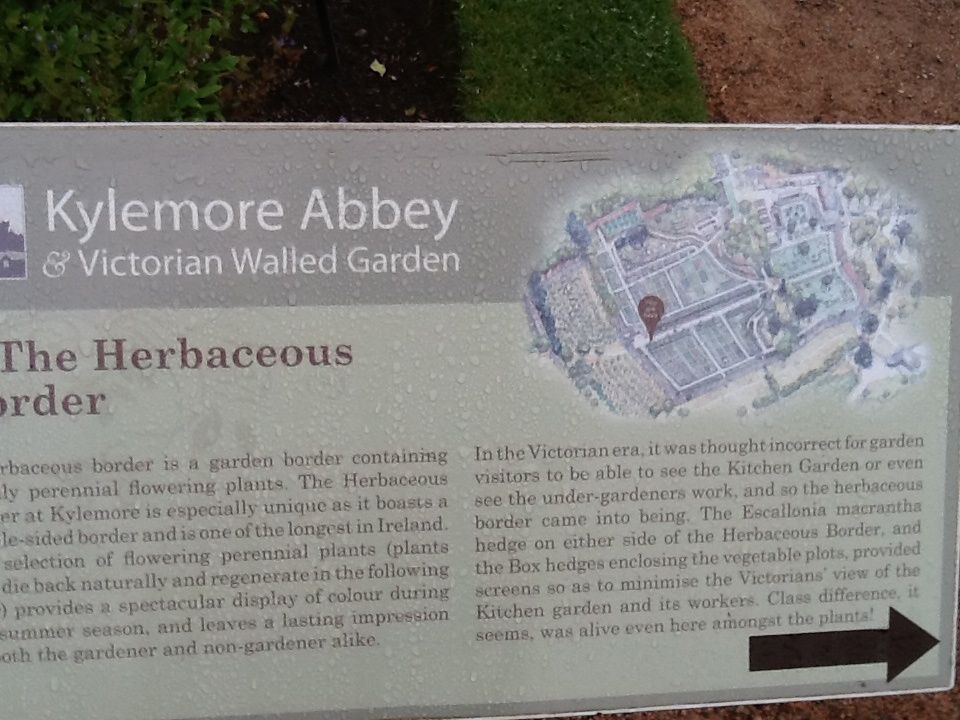 Kylemore Abbey
& Victorian Walled Garden
The Herbaceous
order
rbaceous border is a garden border containing
ly perennial flowering plants. The Herbaceous
er at Kylemore is especially unique as it boasts a
le-sided border and is one of the longest in Ireland.
selection of flowering perennial plants (plants
die back naturally and regenerate in the following
) provides a spectacular display of colour during
summer season, and leaves a lasting impression
oth the gardener and non-gardener alike.
In the Victorian era, it was thought incorrect for garden
visitors to be able to see the Kitchen Garden or even
see the under-gardeners work, and so the herbaceous
border came into being. The Escallonia macrantha
hedge on either side of the Herbaceous Border, and
the Box hedges enclosing the vegetable plots, provided
screens so as to minimise the Victorians' view of the
Kitchen garden and its workers. Class difference, it
seems, was alive even here amongst the plants!